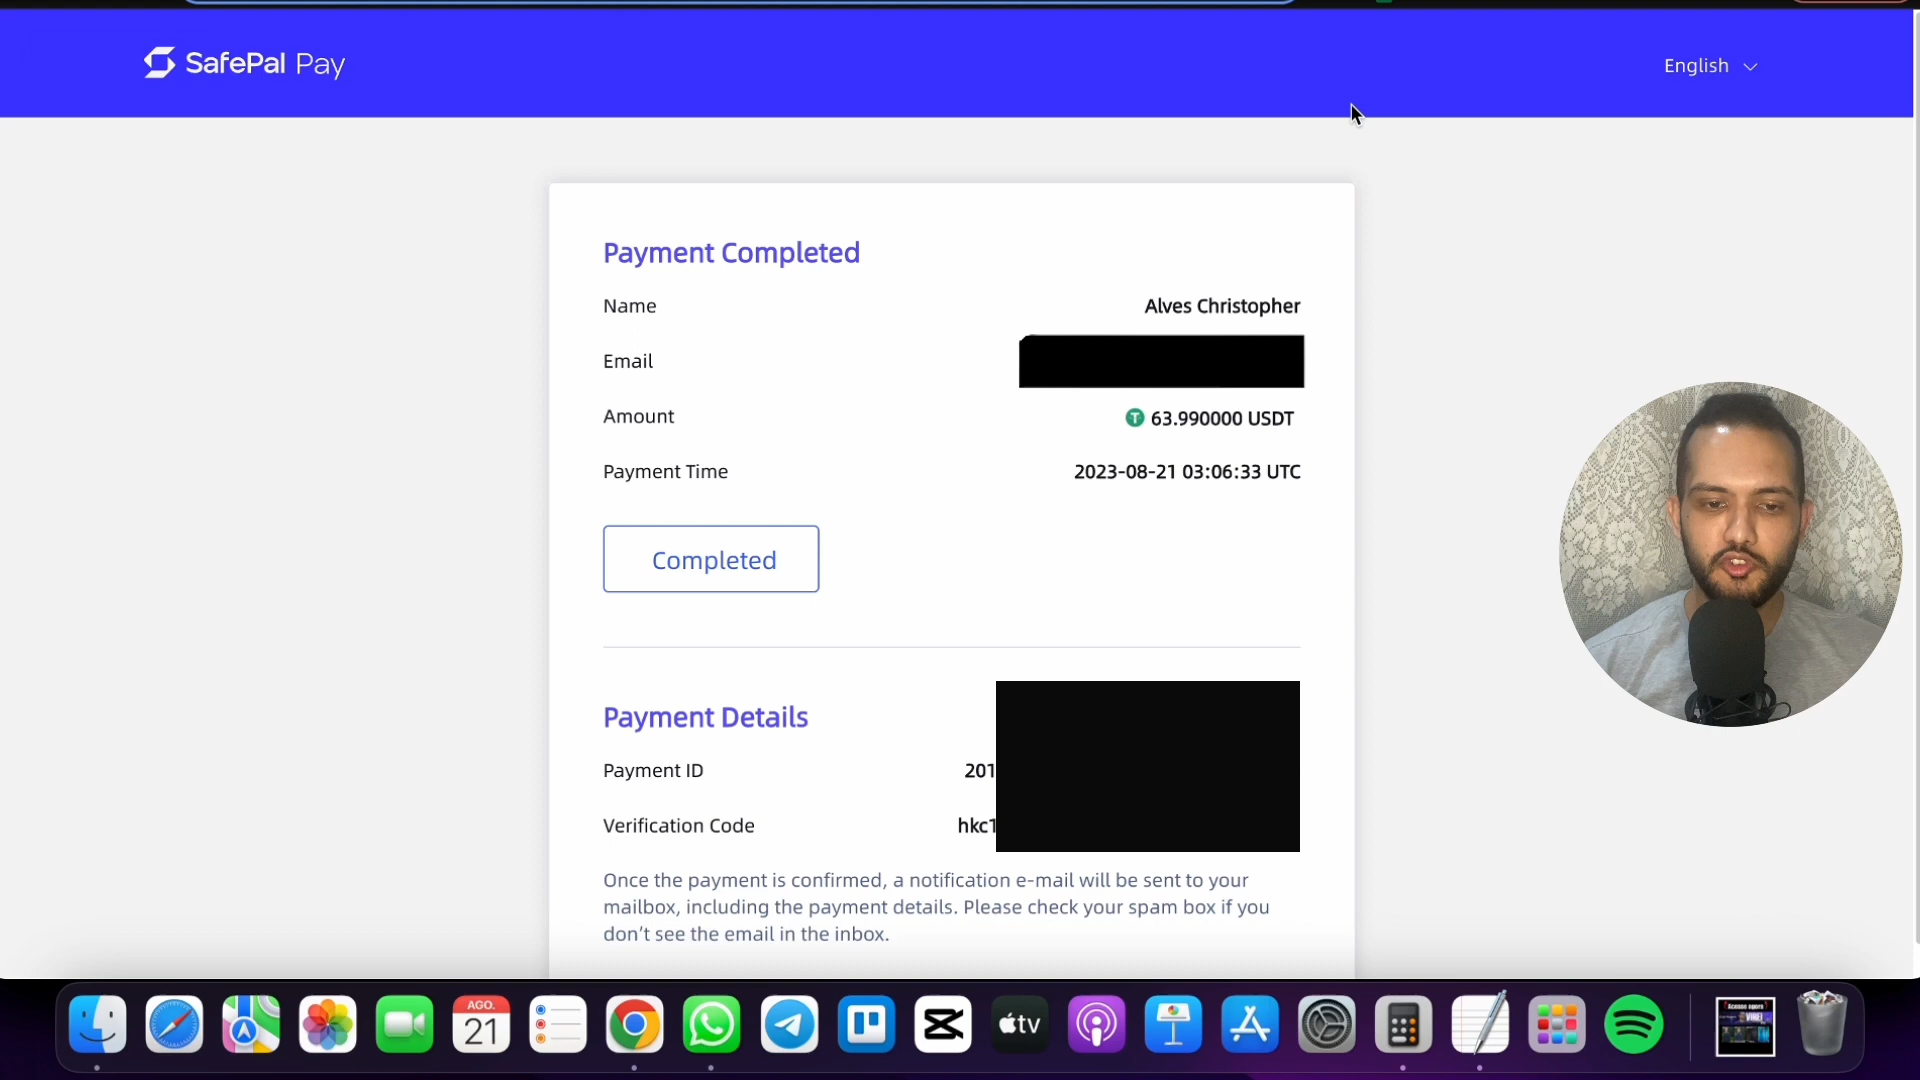 SafePal Pay
English
Payment Completed
Name Alves Christopher
Email
Amount 63.990000 USDT
Payment Time 2023-08-21 03:06:33 UTC
Completed
Payment Details
Payment ID 201
Verification Code hkc1
Once the payment is confirmed, a notification e-mail will be sent to your
mailbox, including the payment details. Please check your spam box if you
don't see the email in the inbox.
AGO.
21
tv
Acesse agora